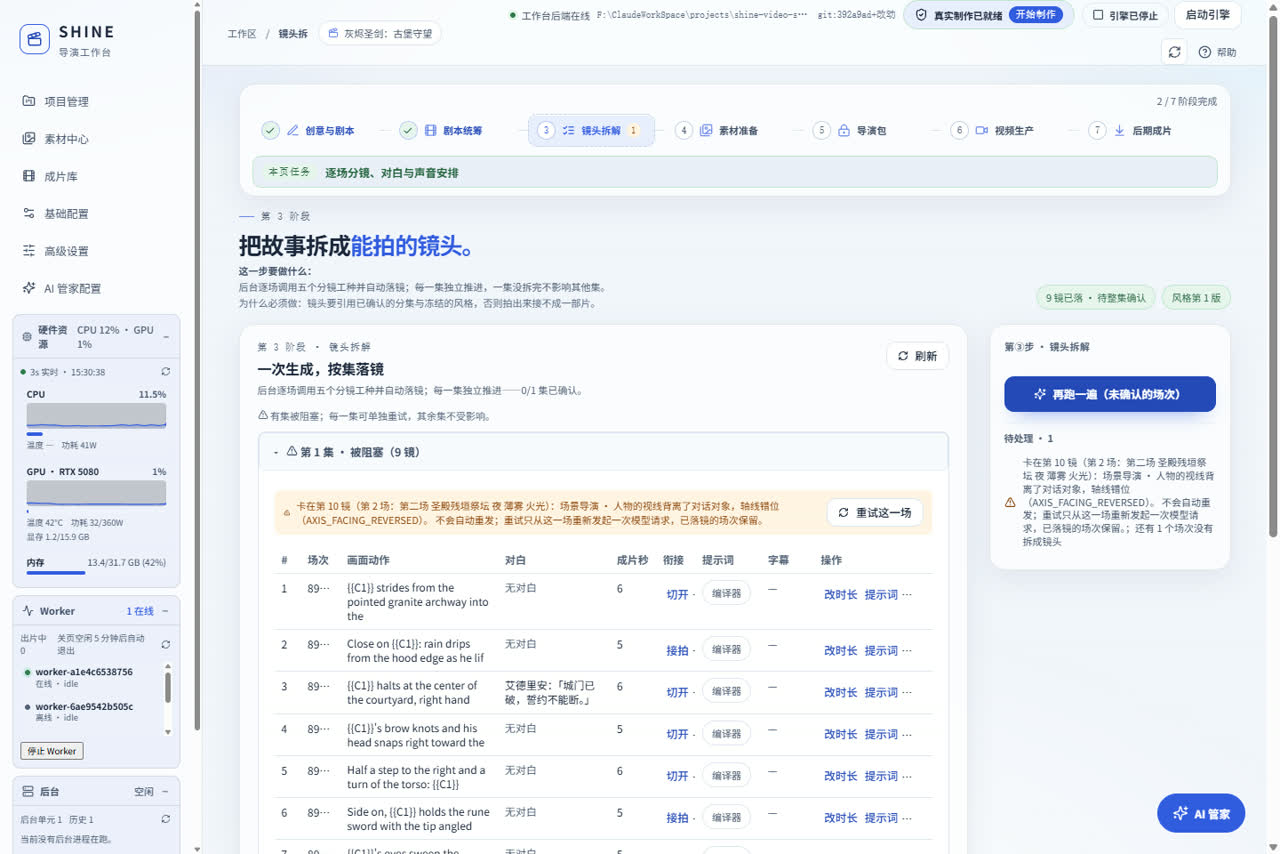 SHINE
导演工作台
项目管理
素材中心
成片库
基础配置
高级设置
AI 管家配置
硬件资源 CPU 12% · GPU 1% −
3s 实时 · 15:30:38
CPU 11.5%
温度 — 功耗 41W
GPU · RTX 5080 1%
温度 42°C 功耗 32/360W
显存 1.2/15.9 GB
内存 13.4/31.7 GB (42%)
Worker 1 在线 −
出片中 0 关页空闲 5 分钟后自动退出
worker-a1e4c6538756
在线 · idle
worker-6ae9542b505c
离线 · idle
停止 Worker
后台 空闲 −
后台单元 1 历史 1
当前没有后台进程在跑。
工作区 / 镜头拆 灰烬圣剑：古堡守望
工作台后端在线 F:\ClaudeWorkSpace\projects\shine-video-s⋯ git:392a9ad+改动
真实制作已就绪 开始制作
引擎已停止
启动引擎
帮助
2 / 7 阶段完成
创意与剧本
剧本统筹
3 镜头拆解 1
4 素材准备
5 导演包
6 视频生产
7 后期成片
本页任务 逐场分镜、对白与声音安排
第 3 阶段
把故事拆成能拍的镜头。
这一步要做什么：
后台逐场调用五个分镜工种并自动落镜；每一集独立推进，一集没拆完不影响其他集。
为什么必须做：镜头要引用已确认的分集与冻结的风格，否则拍出来接不成一部片。
9 镜已落 · 待整集确认
风格第 1 版
第 3 阶段 · 镜头拆解
一次生成，按集落镜
后台逐场调用五个分镜工种并自动落镜；每一集独立推进——0/1 集已确认。
刷新
有集被阻塞；每一集可单独重试，其余集不受影响。
第 1 集 · 被阻塞（9 镜）
卡在第 10 镜（第 2 场：第二场 圣殿残垣祭坛 夜 薄雾 火光）：场景导演 · 人物的视线背离了对话对象，轴线错位
（AXIS_FACING_REVERSED）。 不会自动重发；重试只从这一场重新发起一次模型请求，已落镜的场次保留。
重试这一场
# 场次 画面动作 对白 成片秒 衔接 提示词 字幕 操作
1 89⋯ {{C1}} strides from the pointed granite archway into the 无对白 6 切开 · 编译器 — 改时长 提示词 ⋯
2 89⋯ Close on {{C1}}: rain drips from the hood edge as he lif 无对白 5 接拍 · 编译器 — 改时长 提示词 ⋯
3 89⋯ {{C1}} halts at the center of the courtyard, right hand 艾德里安：「城门已破，誓约不能断。」 6 切开 · 编译器 — 改时长 提示词 ⋯
4 89⋯ {{C1}}'s brow knots and his head snaps right toward the 无对白 5 切开 · 编译器 — 改时长 提示词 ⋯
5 89⋯ Half a step to the right and a turn of the torso: {{C1}} 无对白 6 切开 · 编译器 — 改时长 提示词 ⋯
6 89⋯ Side on, {{C1}} holds the rune sword with the tip angled 无对白 5 接拍 · 编译器 — 改时长 提示词 ⋯
第③步 · 镜头拆解
再跑一遍（未确认的场次）
待处理 · 1
卡在第 10 镜（第 2 场：第二场 圣殿残垣祭
坛 夜 薄雾 火光）：场景导演 · 人物的视线背
离了对话对象，轴线错位
（AXIS_FACING_REVERSED）。 不会自动重
发；重试只从这一场重新发起一次模型请
求，已落镜的场次保留。；还有 1 个场次没有
拆成镜头
AI 管家